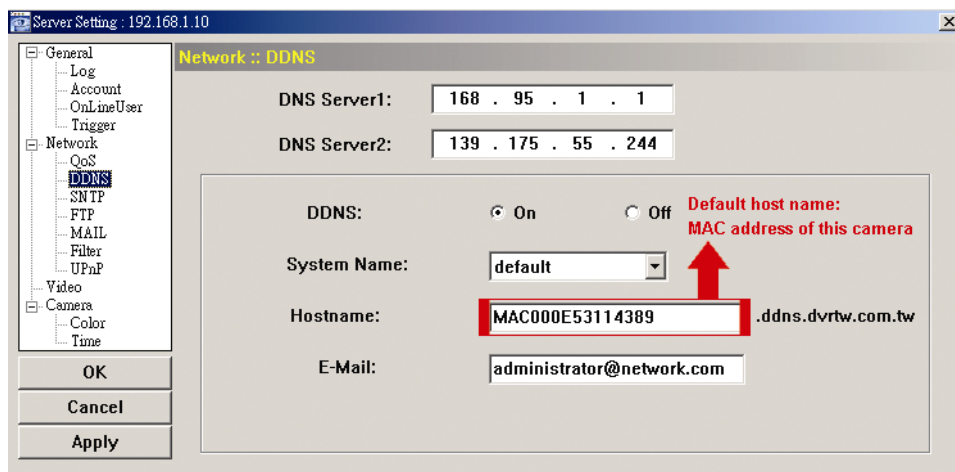 Server Setting : 192.168.1.10
General
Log
Account
OnLineUser
Trigger
Network
QoS
DDNS
SNTP
FTP
MAIL
Filter
UPnP
Video
Camera
Color
Time
OK
Cancel
Apply
Network :: DDNS
DNS Server1: 168 . 95 . 1 . 1
DNS Server2: 139 . 175 . 55 . 244
DDNS: On Off
Default host name:
MAC address of this camera
System Name: default
Hostname: MAC000E53114389 .ddns.dvrtw.com.tw
E-Mail: administrator@network.com